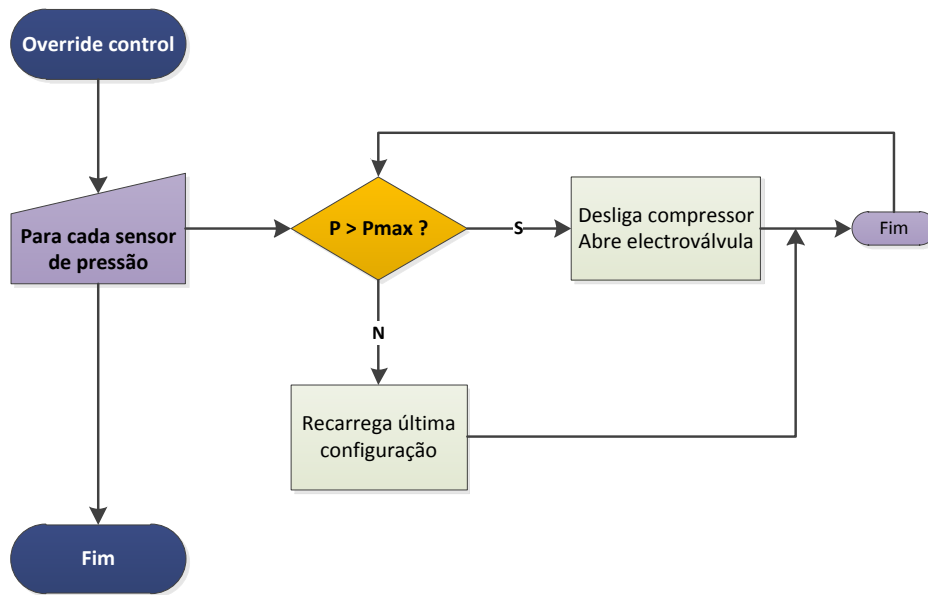 Override control
Para cada sensor
de pressão
P > Pmax ?
S
Desliga compressor
Abre electroválvula
Fim
N
Recarrega última
configuração
Fim